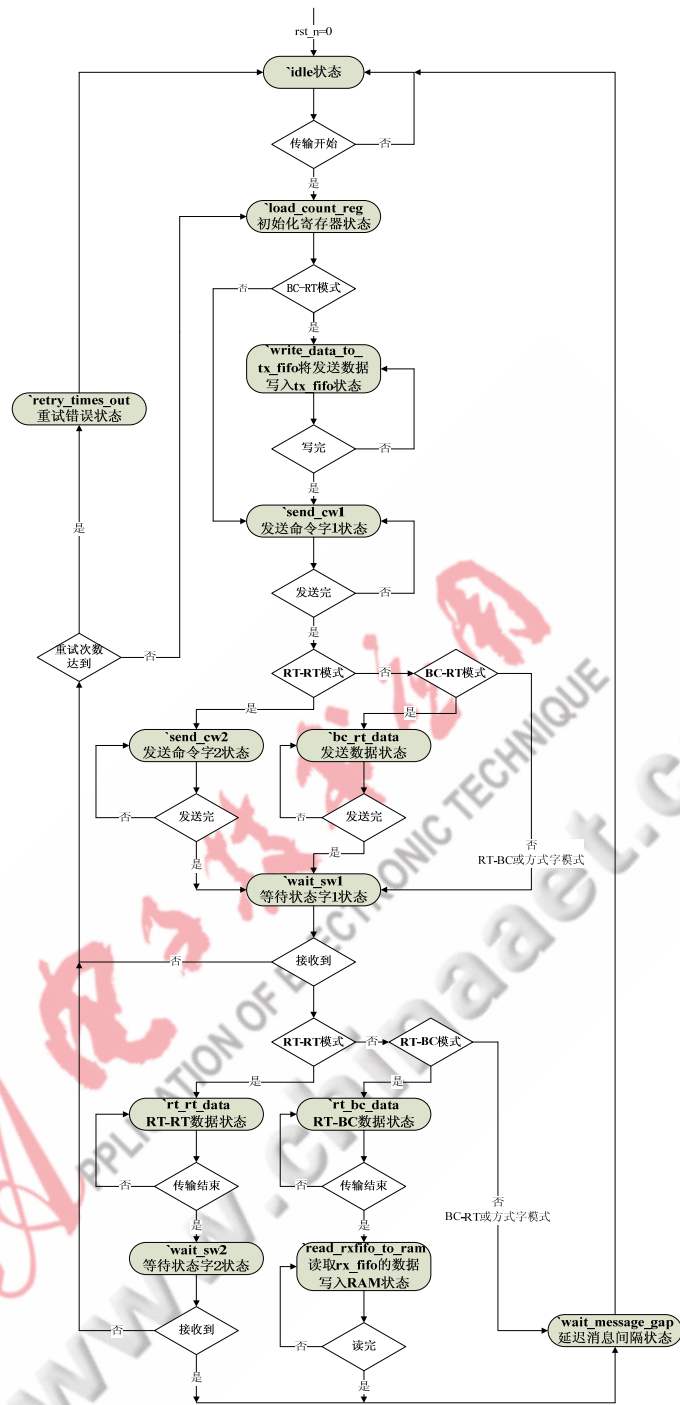 rst_n=0
`idle状态
传输开始
否
是
`load_count_reg
初始化寄存器状态
否
BC-RT模式
是
`write_data_to_
tx_fifo将发送数据
写入tx_fifo状态
`retry_times_out
重试错误状态
写完
否
是
是
`send_cw1
发送命令字1状态
发送完
否
是
重试次数
达到
否
RT-RT模式
否
BC-RT模式
是
是
`send_cw2
发送命令字2状态
`bc_rt_data
发送数据状态
否
发送完
否
发送完
是
是
否
RT-BC或方式字模式
`wait_sw1
等待状态字1状态
否
接收到
是
RT-RT模式
否
RT-BC模式
是
是
`rt_rt_data
RT-RT数据状态
`rt_bc_data
RT-BC数据状态
否
传输结束
否
传输结束
是
是
否
BC-RT或方式字模式
`wait_sw2
等待状态字2状态
`read_rxfifo_to_ram
读取rx_fifo的数据
写入RAM状态
`wait_message_gap
延迟消息间隔状态
否
接收到
否
读完
是
是
APPLICATION OF ELECTRONIC TECHNIQUE